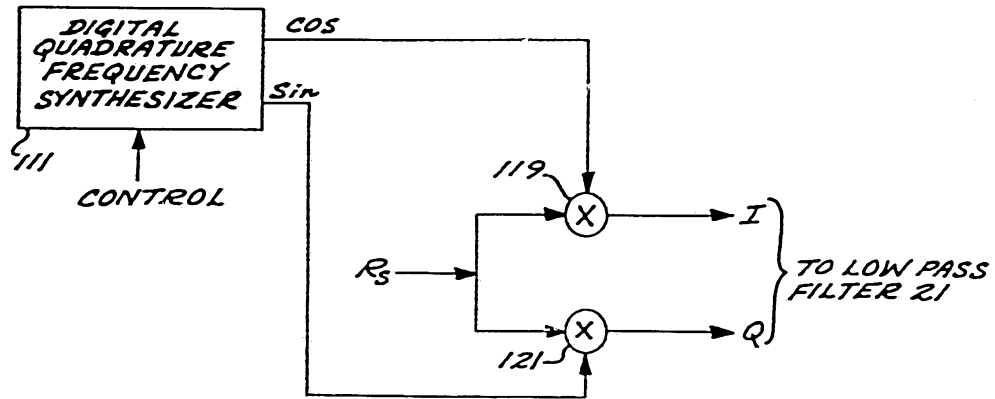 DIGITAL
QUADRATURE
FREQUENCY
SYNTHESIZER
COS
Sin
111
CONTROL
119
X
I
Rs
TO LOW PASS
FILTER 21
X
Q
121